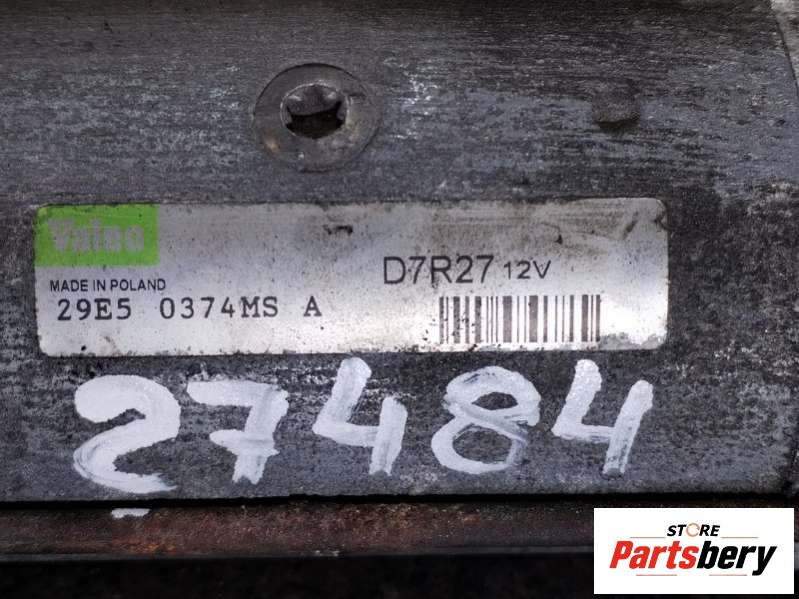 Valeo
MADE IN POLAND
D7R27 12V
29E5 0374MS A
27484
STORE
Partsbery